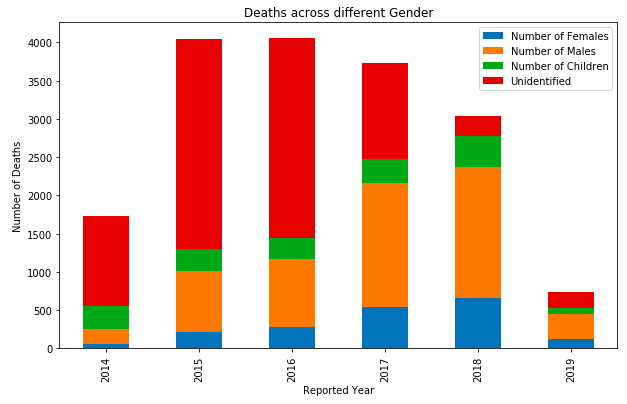 Deaths across different Gender
Number of Females
Number of Males
Number of Children
Unidentified
Number of Deaths
4000
3500
3000
2500
2000
1500
1000
500
0
2014
2015
2016
2017
2018
2019
Reported Year